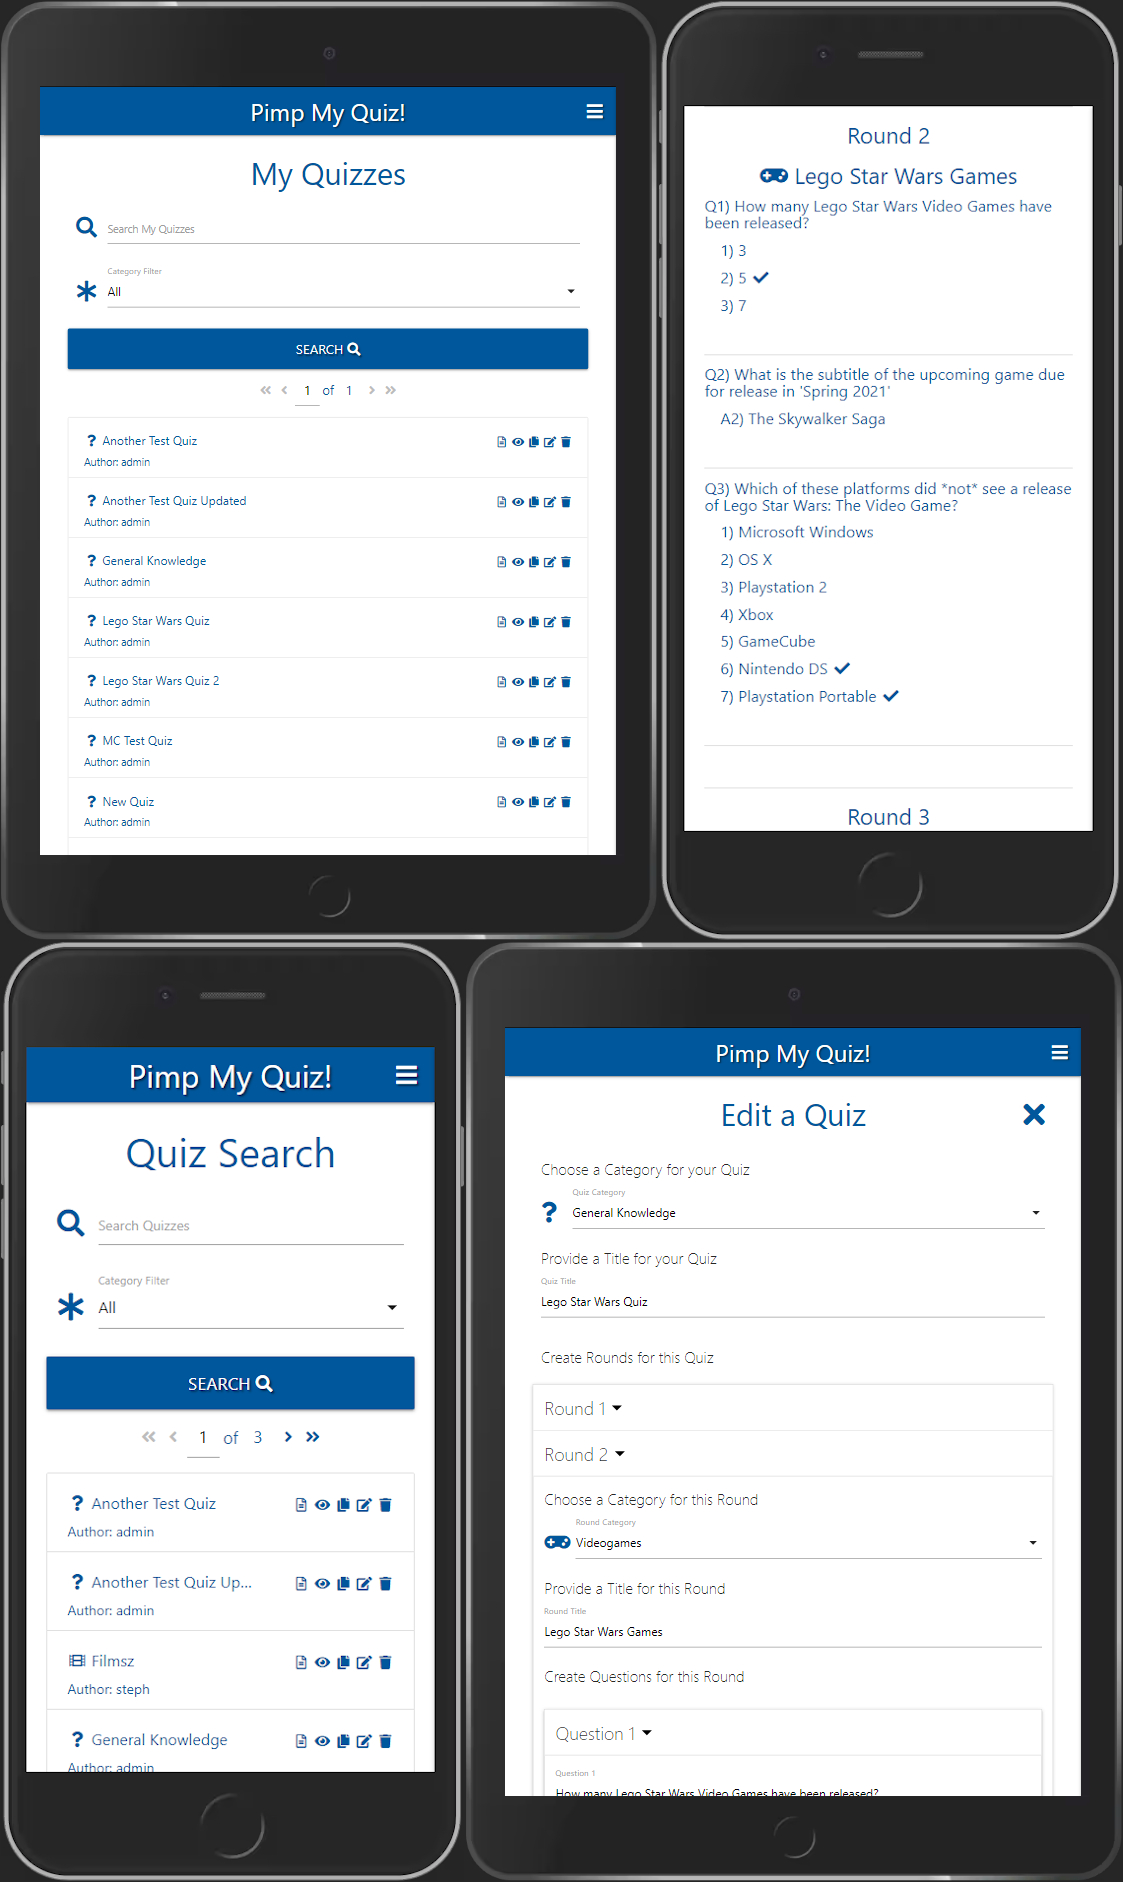 Pimp My Quiz!
My Quizzes
Search My Quizzes
Category Filter
All
SEARCH
1 of 1
? Another Test Quiz
Author: admin
? Another Test Quiz Updated
Author: admin
? General Knowledge
Author: admin
? Lego Star Wars Quiz
Author: admin
? Lego Star Wars Quiz 2
Author: admin
? MC Test Quiz
Author: admin
? New Quiz
Author: admin
Round 2
Lego Star Wars Games
Q1) How many Lego Star Wars Video Games have
been released?
1) 3
2) 5
3) 7
Q2) What is the subtitle of the upcoming game due
for release in 'Spring 2021'
A2) The Skywalker Saga
Q3) Which of these platforms did *not* see a release
of Lego Star Wars: The Video Game?
1) Microsoft Windows
2) OS X
3) Playstation 2
4) Xbox
5) GameCube
6) Nintendo DS
7) Playstation Portable
Round 3
Pimp My Quiz!
Quiz Search
Search Quizzes
Category Filter
All
SEARCH
1 of 3
? Another Test Quiz
Author: admin
? Another Test Quiz Up...
Author: admin
Filmsz
Author: steph
? General Knowledge
Author: admin
Pimp My Quiz!
Edit a Quiz
Choose a Category for your Quiz
Quiz Category
? General Knowledge
Provide a Title for your Quiz
Quiz Title
Lego Star Wars Quiz
Create Rounds for this Quiz
Round 1
Round 2
Choose a Category for this Round
Round Category
Videogames
Provide a Title for this Round
Round Title
Lego Star Wars Games
Create Questions for this Round
Question 1
Question 1
How many Lego Star Wars Video Games have been released?